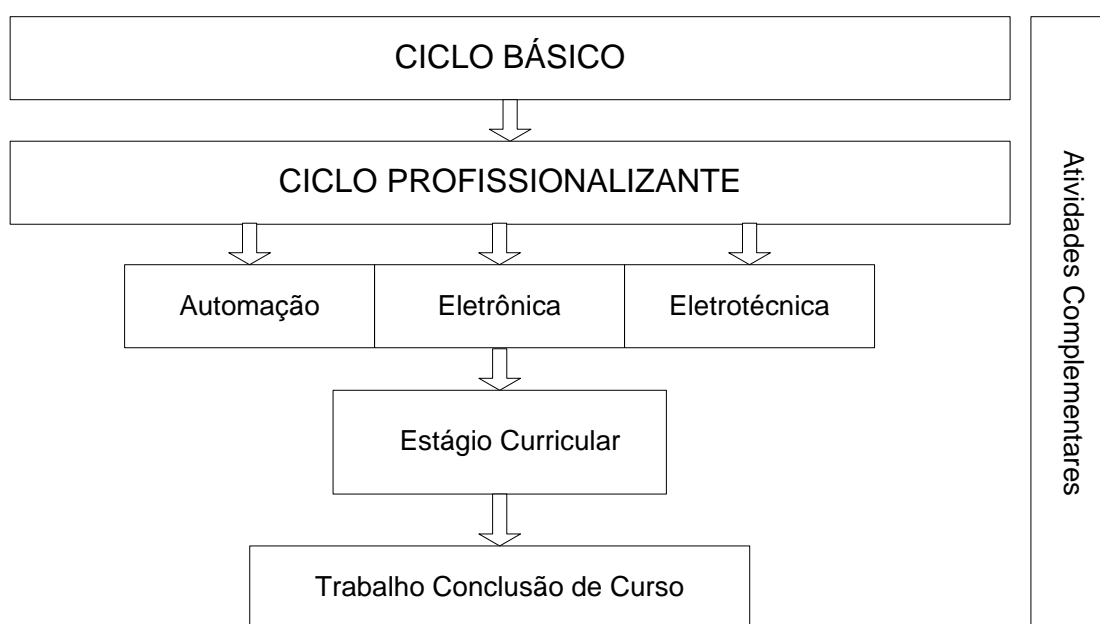 CICLO BÁSICO
CICLO PROFISSIONALIZANTE
Automação
Eletrônica
Eletrotécnica
Estágio Curricular
Trabalho Conclusão de Curso
Atividades Complementares